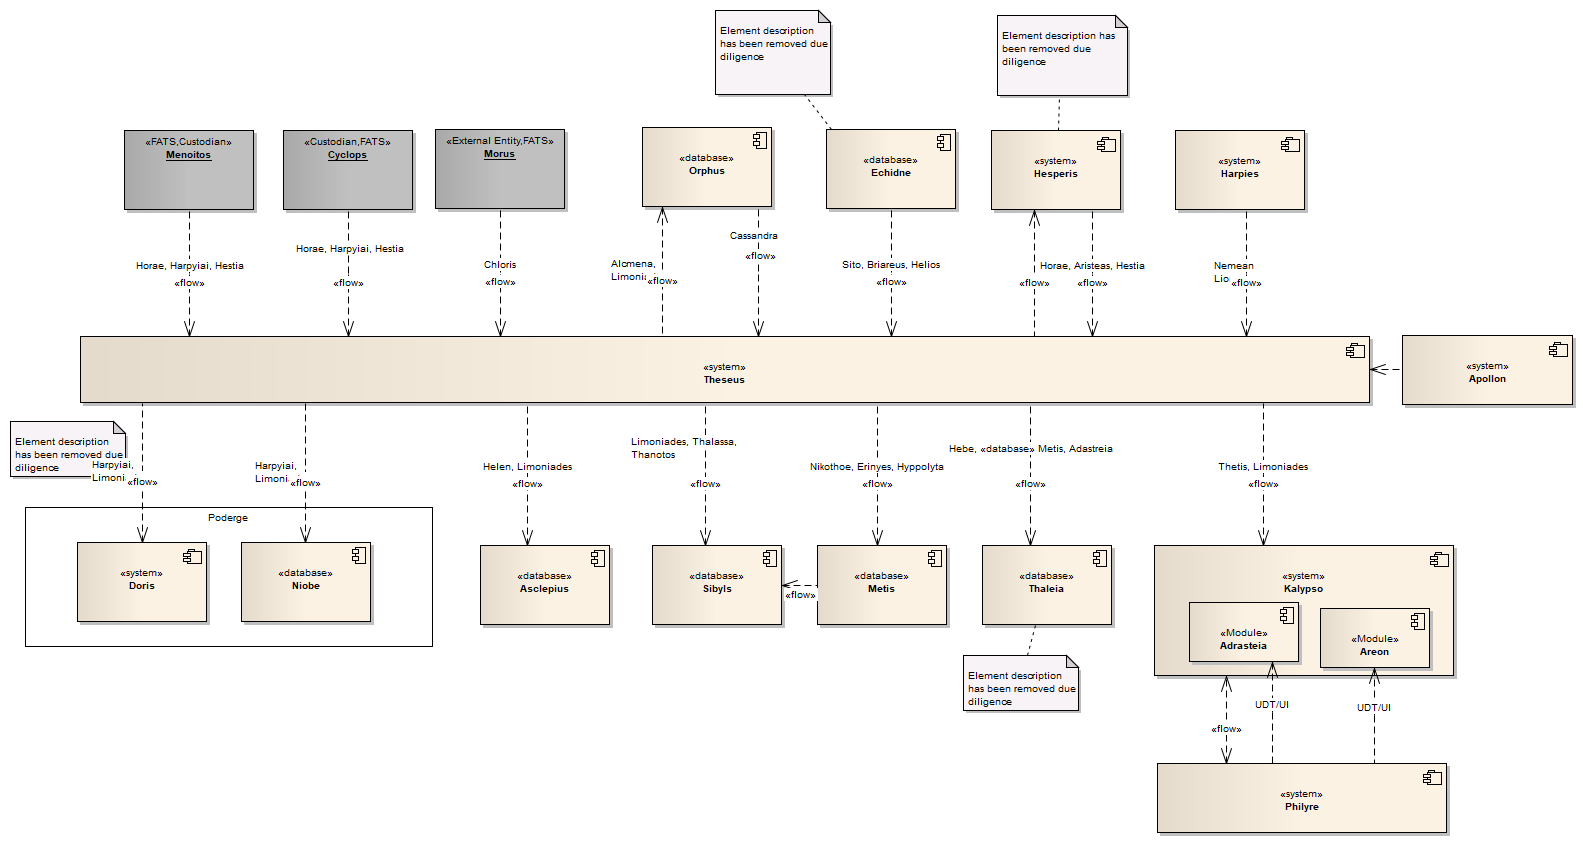 Element description
has been removed due
diligence
Element description has
been removed due
diligence
«FATS,Custodian»
Menoitos
«Custodian,FATS»
Cyclops
«External Entity,FATS»
Morus
«database»
Orphus
«database»
Echidne
«system»
Hesperis
«system»
Harpies
Horae, Harpyiai, Hestia
«flow»
Horae, Harpyiai, Hestia
«flow»
Chloris
«flow»
Alcmena,
Limoni
«flow»
Cassandra
«flow»
Sito, Briareus, Helios
«flow»
«flow»
Horae, Aristeas, Hestia
«flow»
Nemean
Lio
«flow»
«system»
Theseus
«system»
Apollon
Element description
has been removed due
diligence
Harpyiai,
Limoni
«flow»
Harpyiai,
Limoni
«flow»
Helen, Limoniades
«flow»
Limoniades, Thalassa,
Thanotos
«flow»
Nikothoe, Erinyes, Hyppolyta
«flow»
Hebe, «database» Metis, Adastreia
«flow»
Thetis, Limoniades
«flow»
Poderge
«system»
Doris
«database»
Niobe
«database»
Asclepius
«database»
Sibyls
«flow»
«database»
Metis
«database»
Thaleia
«system»
Kalypso
«Module»
Adrasteia
«Module»
Areon
Element description
has been removed due
diligence
«flow»
UDT/UI
UDT/UI
«system»
Philyre